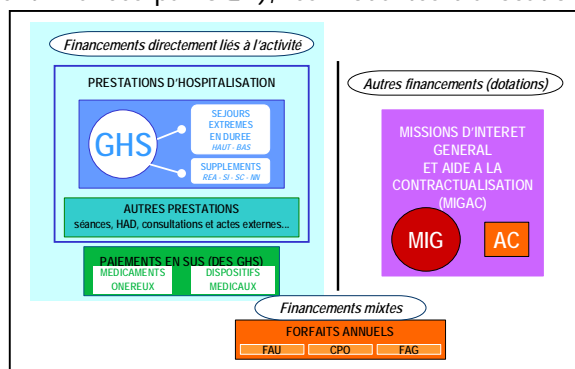 Financements directement liés à l'activité
PRESTATIONS D'HOSPITALISATION
GHS
SEJOURS
EXTREMES
EN DUREE
HAUT - BAS
SUPPLEMENTS
REA - SI - SC - NN
AUTRES PRESTATIONS
séances, HAD, consultations et actes externes...
PAIEMENTS EN SUS (DES GHS)
MEDICAMENTS
ONEREUX
DISPOSITIFS
MEDICAUX
Autres financements (dotations)
MISSIONS D'INTERET
GENERAL
ET AIDE A LA
CONTRACTUALISATION
(MIGAC)
MIG
AC
Financements mixtes
FORFAITS ANNUELS
FAU
CPO
FAG